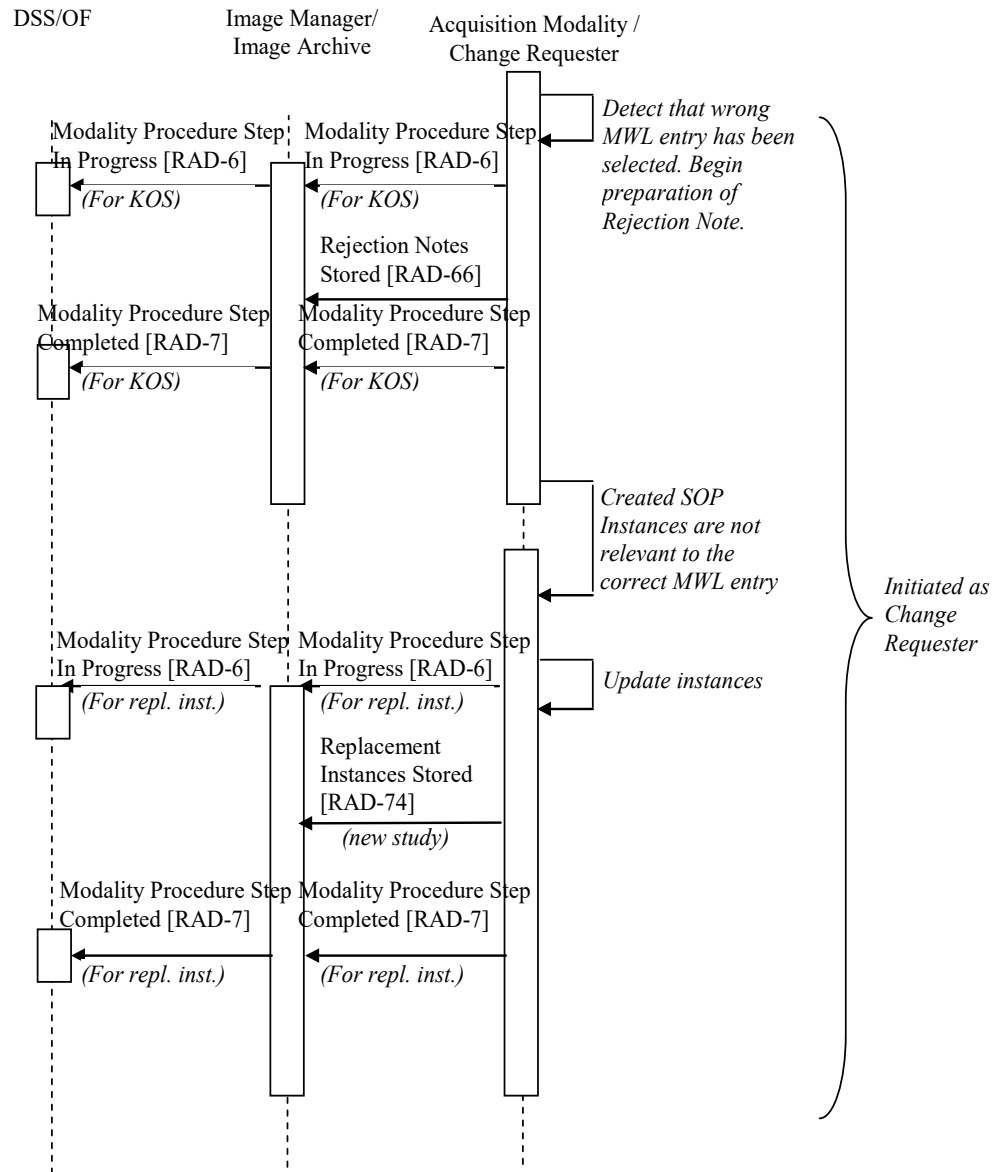 DSS/OF
Image Manager/
Image Archive
Acquisition Modality /
Change Requester
Detect that wrong
MWL entry has been
selected. Begin
preparation of
Rejection Note.
Modality Procedure Step
In Progress [RAD-6]
(For KOS)
Modality Procedure Step
In Progress [RAD-6]
(For KOS)
Rejection Notes
Stored [RAD-66]
Modality Procedure Step
Completed [RAD-7]
(For KOS)
Modality Procedure Step
Completed [RAD-7]
(For KOS)
Created SOP
Instances are not
relevant to the
correct MWL entry
Initiated as
Change
Requester
Modality Procedure Step
In Progress [RAD-6]
(For repl. inst.)
Modality Procedure Step
In Progress [RAD-6]
(For repl. inst.)
Update instances
Replacement
Instances Stored
[RAD-74]
(new study)
Modality Procedure Step
Completed [RAD-7]
(For repl. inst.)
Modality Procedure Step
Completed [RAD-7]
(For repl. inst.)